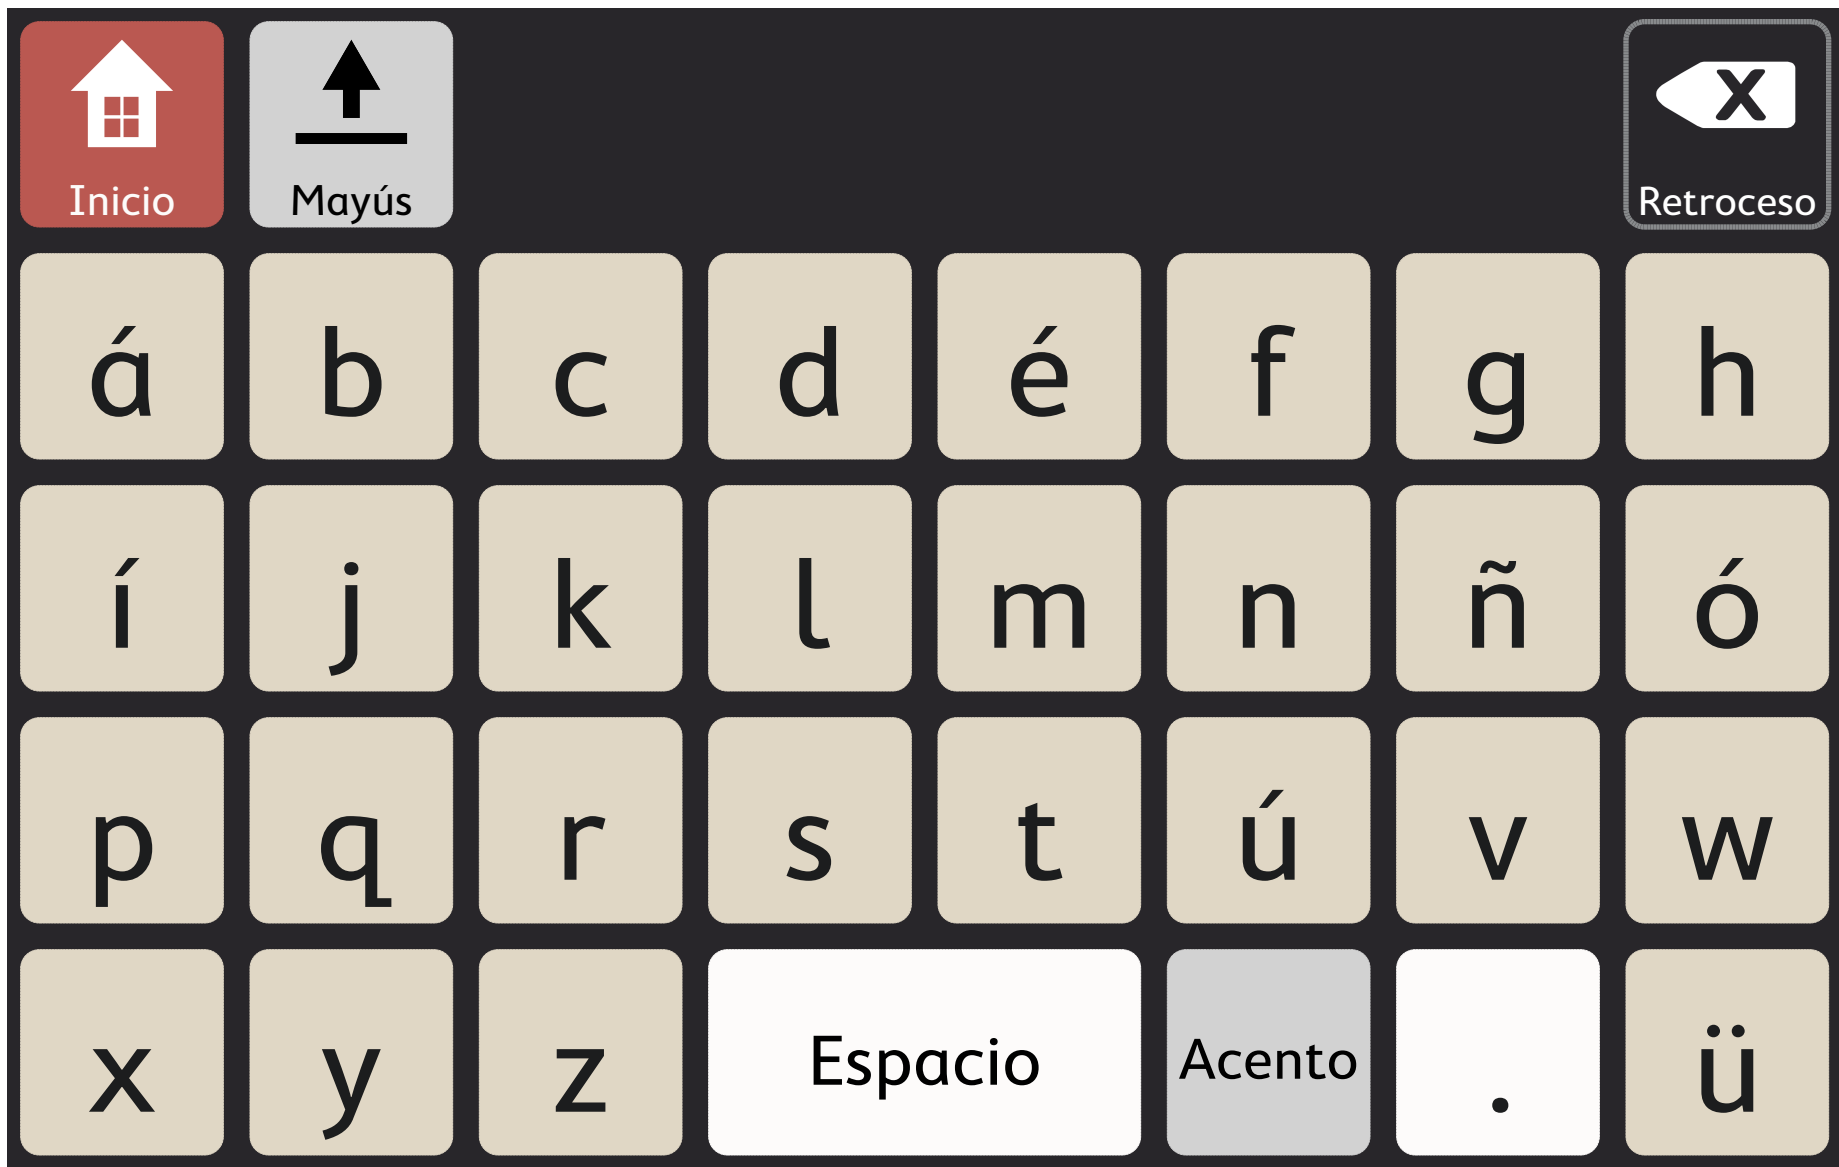 Inicio Mayús X Retroceso
á b c d é f g h
í j k l m n ñ ó
p q r s t ú v w
x y z Espacio Acento . ü